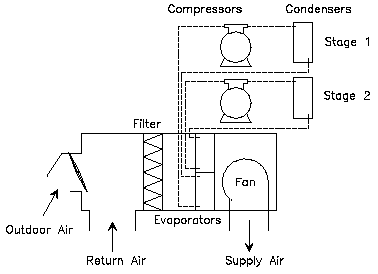 Compressors
Condensers
Stage 1
Stage 2
Filter
Fan
Evaporators
Outdoor Air
Return Air
Supply Air